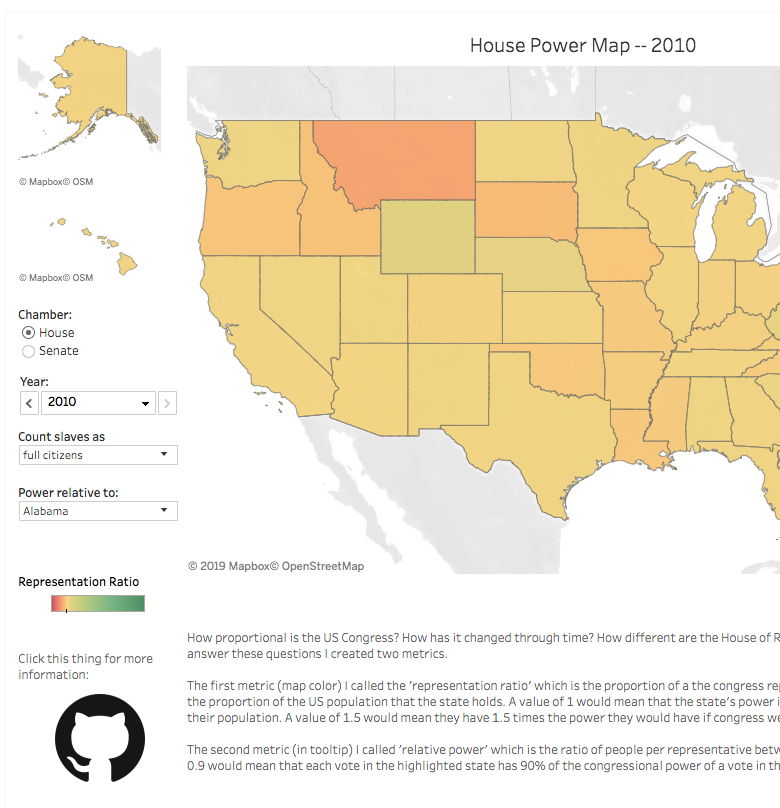 House Power Map -- 2010
© Mapbox© OSM
© Mapbox© OSM
Chamber:
House
Senate
Year:
2010
Count slaves as
full citizens
Power relative to:
Alabama
© 2019 Mapbox© OpenStreetMap
Representation Ratio
Click this thing for more
information:
How proportional is the US Congress? How has it changed through time? How different are the House of R
answer these questions I created two metrics.
The first metric (map color) I called the 'representation ratio' which is the proportion of a the congress rep
the proportion of the US population that the state holds. A value of 1 would mean that the state's power i
their population. A value of 1.5 would mean they have 1.5 times the power they would have if congress we
The second metric (in tooltip) I called 'relative power' which is the ratio of people per representative betw
0.9 would mean that each vote in the highlighted state has 90% of the congressional power of a vote in th